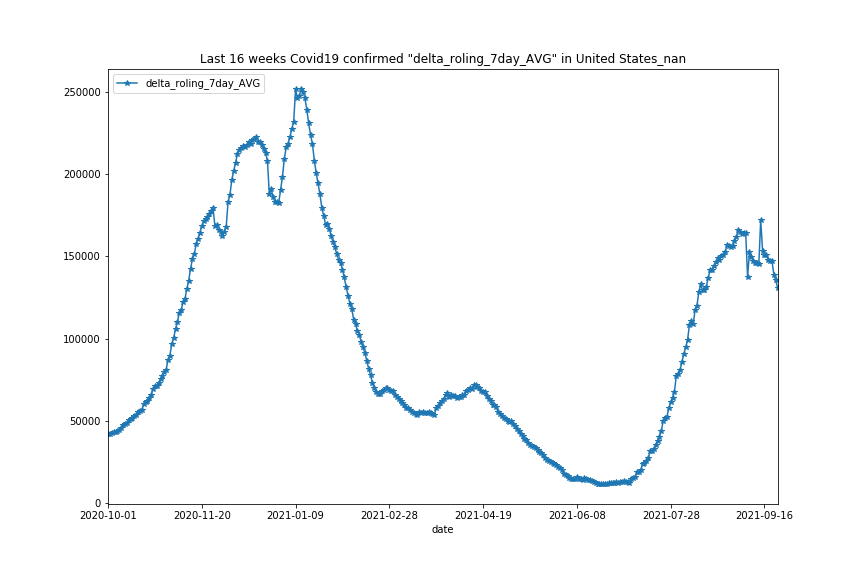 Last 16 weeks Covid19 confirmed "delta_roling_7day_AVG" in United States_nan
delta_roling_7day_AVG
250000
200000
150000
100000
50000
0
2020-10-01 2020-11-20 2021-01-09 2021-02-28 2021-04-19 2021-06-08 2021-07-28 2021-09-16
date